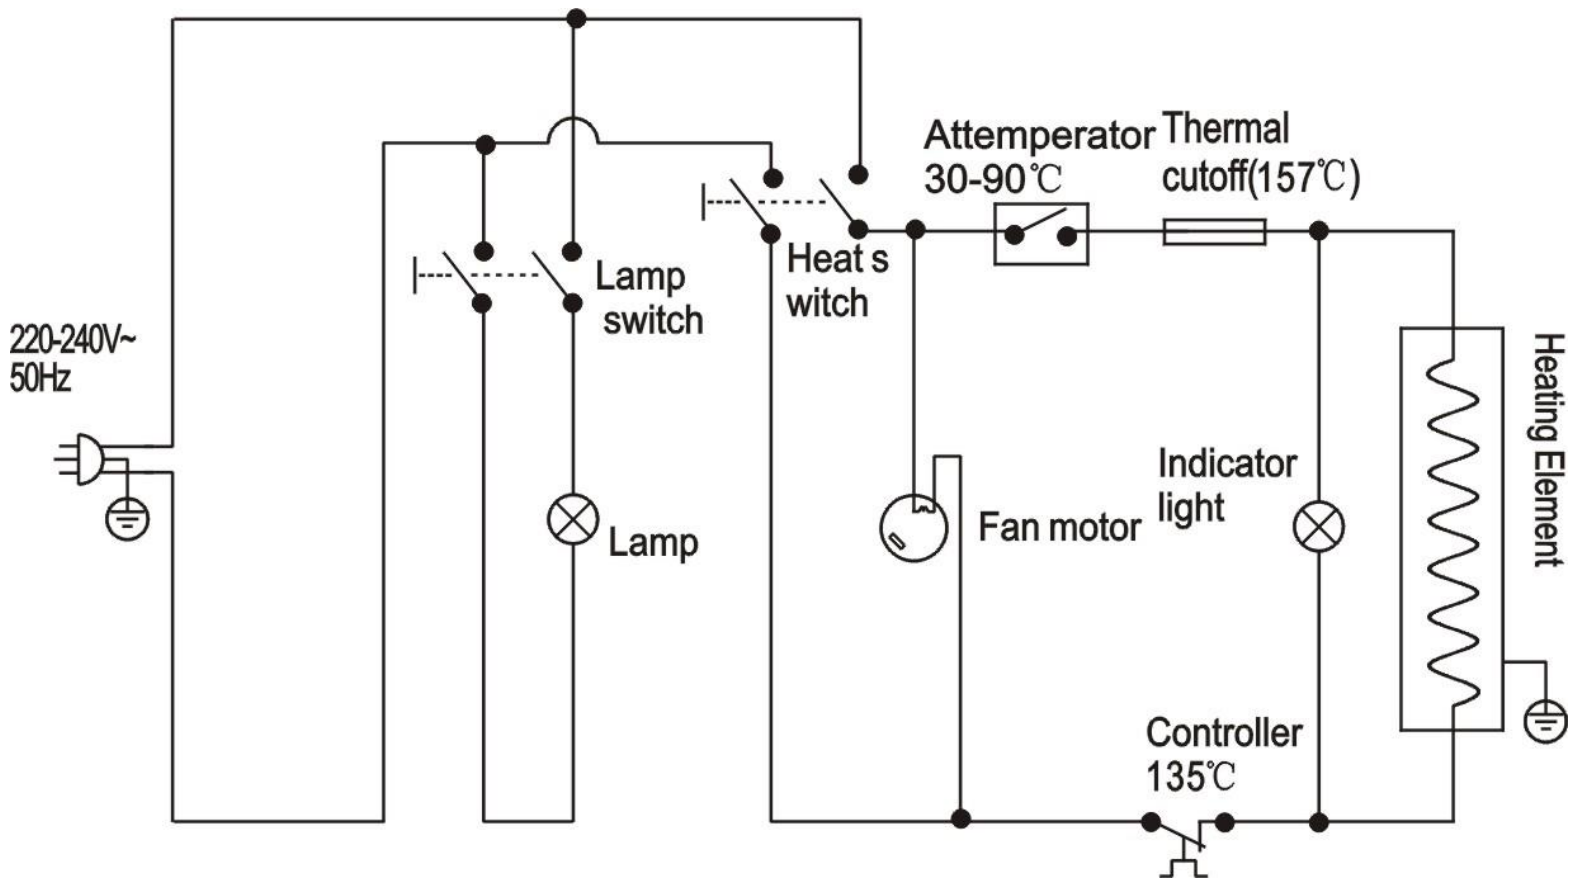 Attemperator
30-90℃
Thermal
cutoff(157℃)
Heat s
witch
Lamp
switch
220-240V~
50Hz
Heating Element
Indicator
light
Fan motor
Lamp
Controller
135℃